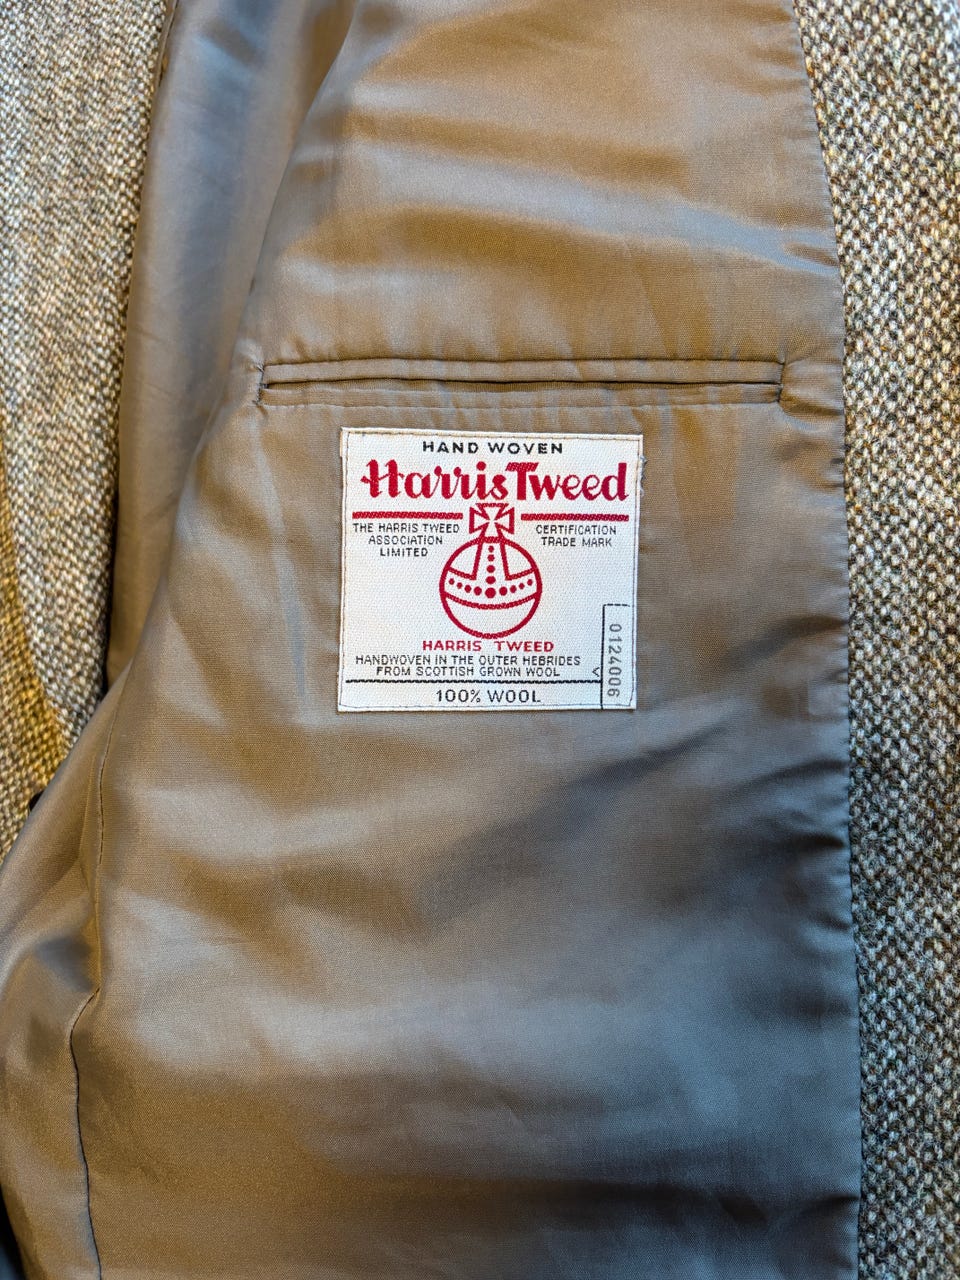 HAND WOVEN
Harris Tweed
THE HARRIS TWEED
ASSOCIATION
LIMITED
CERTIFICATION
TRADE MARK
HARRIS TWEED
HANDWOVEN IN THE OUTER HEBRIDES
FROM SCOTTISH GROWN WOOL
100% WOOL
0124006